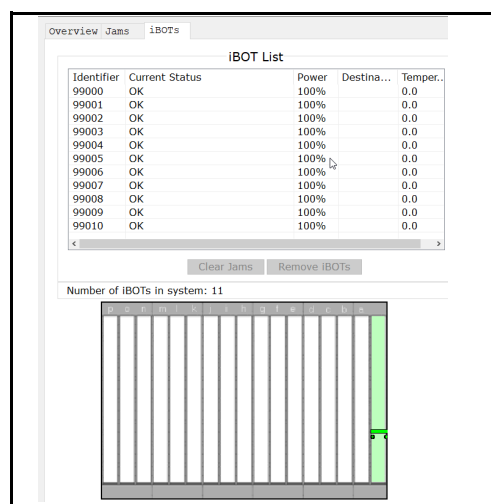 Overview Jams iBOTs
iBOT List
Identifier Current Status Power Destina... Temper..
99000 OK 100% 0.0
99001 OK 100% 0.0
99002 OK 100% 0.0
99003 OK 100% 0.0
99004 OK 100% 0.0
99005 OK 100% 0.0
99006 OK 100% 0.0
99007 OK 100% 0.0
99008 OK 100% 0.0
99009 OK 100% 0.0
99010 OK 100% 0.0
Clear Jams Remove iBOTs
Number of iBOTs in system: 11
p o n m l k j i h g f e d c b a